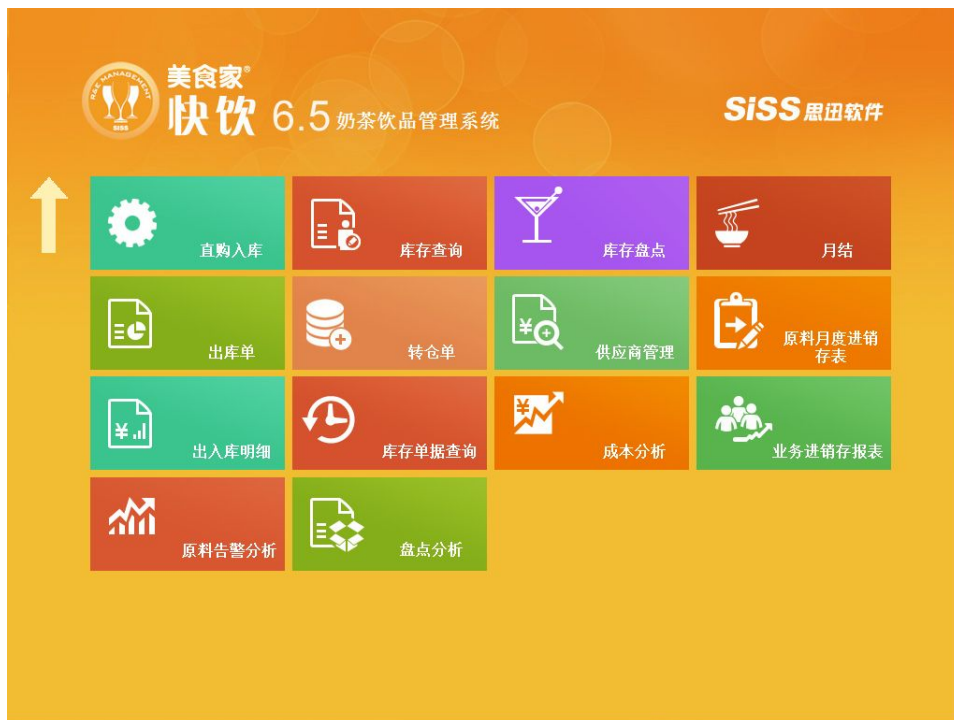 R&E MANAGEMENT
SISS
美食家®
快饮 6.5 奶茶饮品管理系统
SiSS 思迅软件
直购入库
库存查询
库存盘点
月结
出库单
转仓单
供应商管理
原料月度进销
存表
出入库明细
库存单据查询
成本分析
业务进销存报表
原料告警分析
盘点分析